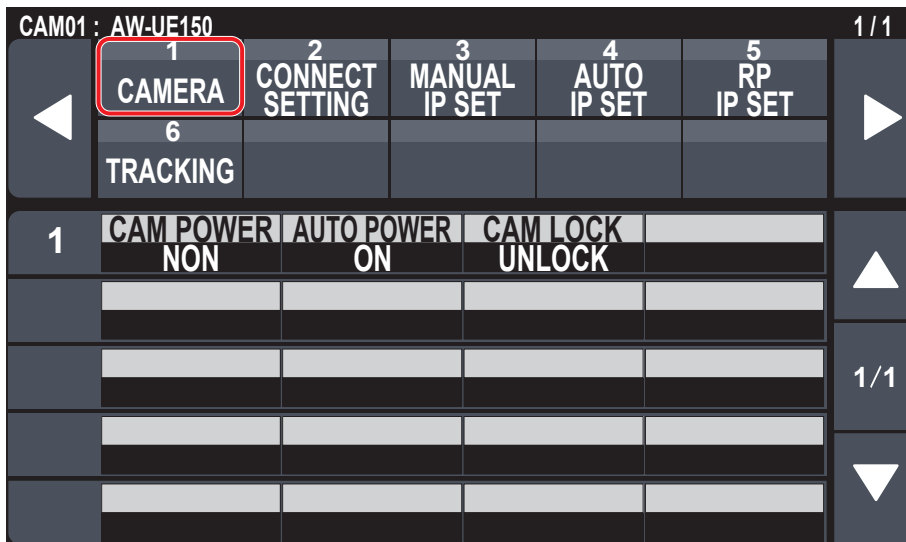 CAM01 : AW-UE150 1 / 1
1 2 3 4 5
CAMERA CONNECT SETTING MANUAL IP SET AUTO IP SET RP IP SET
6
TRACKING
1 CAM POWER AUTO POWER CAM LOCK
NON ON UNLOCK
1/1